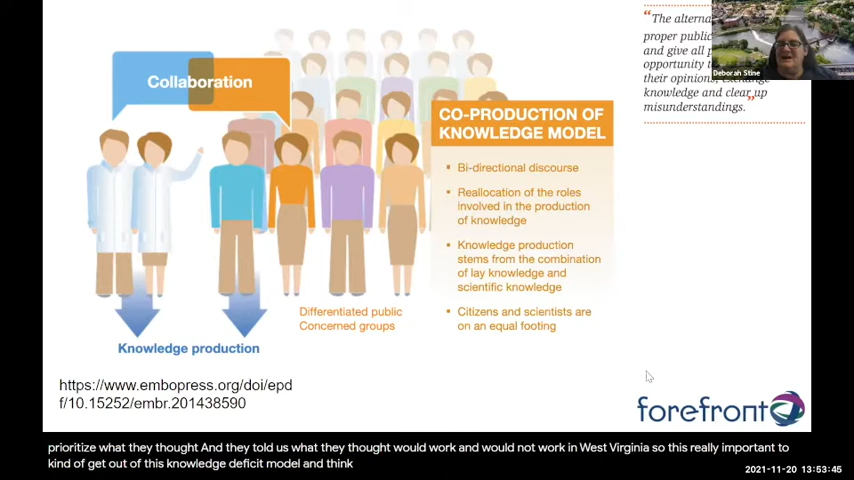 Collaboration
CO-PRODUCTION OF
KNOWLEDGE MODEL
▪ Bi-directional discourse
▪ Reallocation of the roles
involved in the production
of knowledge
▪ Knowledge production
stems from the combination
of lay knowledge and
scientific knowledge
▪ Citizens and scientists are
on an equal footing
Differentiated public
Concerned groups
Knowledge production
https://www.embopress.org/doi/epd
f/10.15252/embr.201438590
“The alterna
proper public
and give all p
opportunity t
their opinions, exchange
knowledge and clear up
misunderstandings.”
Deborah Stine
forefront
prioritize what they thought And they told us what they thought would work and would not work in West Virginia so this really important to
kind of get out of this knowledge deficit model and think
2021-11-20 13:53:45